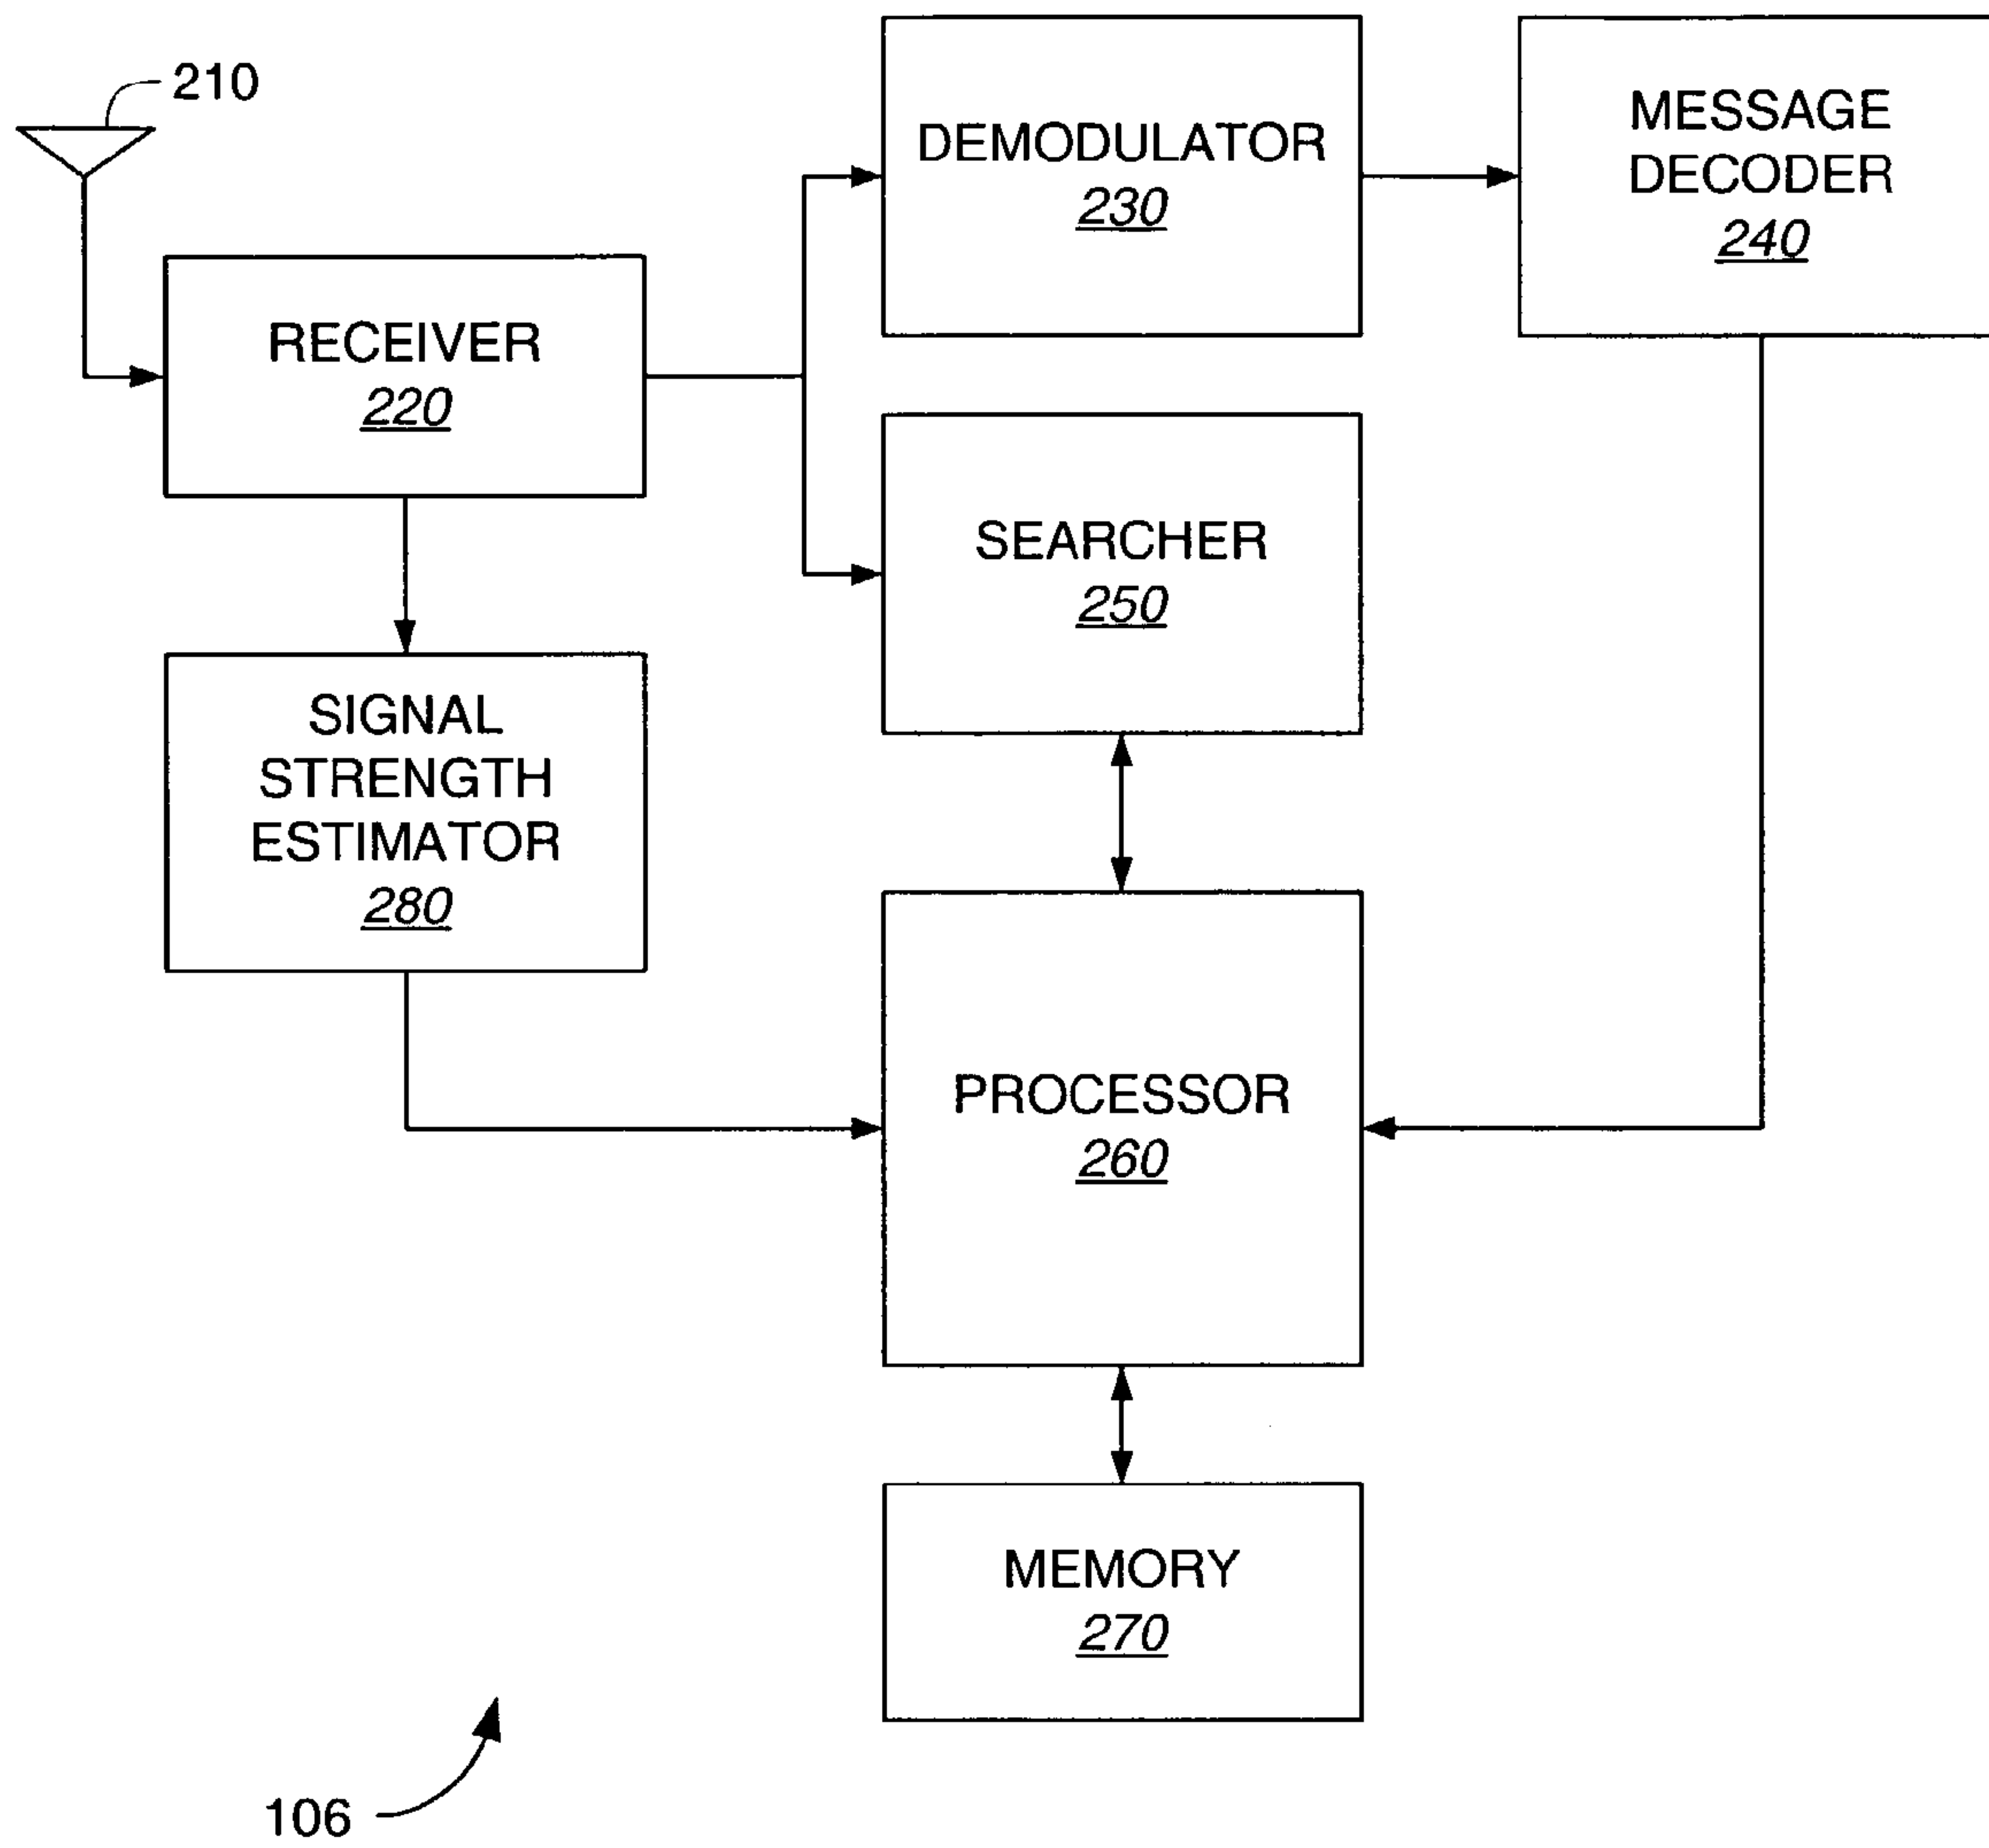 210
DEMODULATOR
230
MESSAGE
DECODER
240
RECEIVER
220
SEARCHER
250
SIGNAL
STRENGTH
ESTIMATOR
280
PROCESSOR
260
MEMORY
270
106